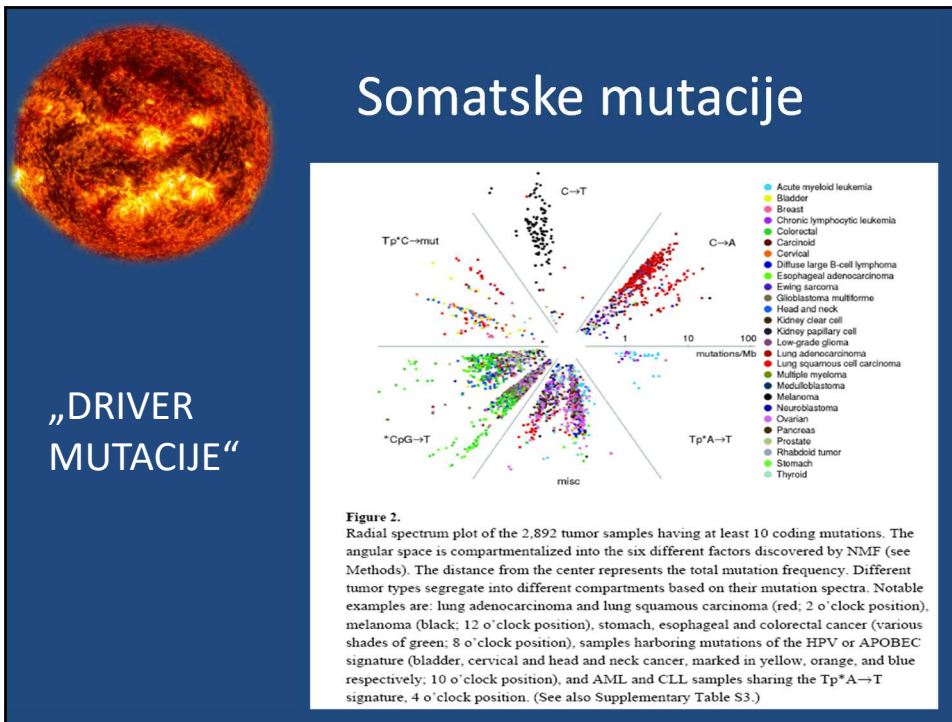 Somatske mutacije
„DRIVER
MUTACIJE“
C→T
C→A
Tp*C→mut
*CpG→T
misc
Tp*A→T
1
10
100
mutations/Mb
Acute myeloid leukemia
Bladder
Breast
Chronic lymphocytic leukemia
Colorectal
Carcinoid
Cervical
Diffuse large B-cell lymphoma
Esophageal adenocarcinoma
Ewing sarcoma
Glioblastoma multiforme
Head and neck
Kidney clear cell
Kidney papillary cell
Low-grade glioma
Lung adenocarcinoma
Lung squamous cell carcinoma
Multiple myeloma
Medulloblastoma
Melanoma
Neuroblastoma
Ovarian
Pancreas
Prostate
Rhabdoid tumor
Stomach
Thyroid
Figure 2.
Radial spectrum plot of the 2,892 tumor samples having at least 10 coding mutations. The
angular space is compartmentalized into the six different factors discovered by NMF (see
Methods). The distance from the center represents the total mutation frequency. Different
tumor types segregate into different compartments based on their mutation spectra. Notable
examples are: lung adenocarcinoma and lung squamous carcinoma (red; 2 o’clock position),
melanoma (black; 12 o’clock position), stomach, esophageal and colorectal cancer (various
shades of green; 8 o’clock position), samples harboring mutations of the HPV or APOBEC
signature (bladder, cervical and head and neck cancer, marked in yellow, orange, and blue
respectively; 10 o’clock position), and AML and CLL samples sharing the Tp*A→T
signature, 4 o’clock position. (See also Supplementary Table S3.)